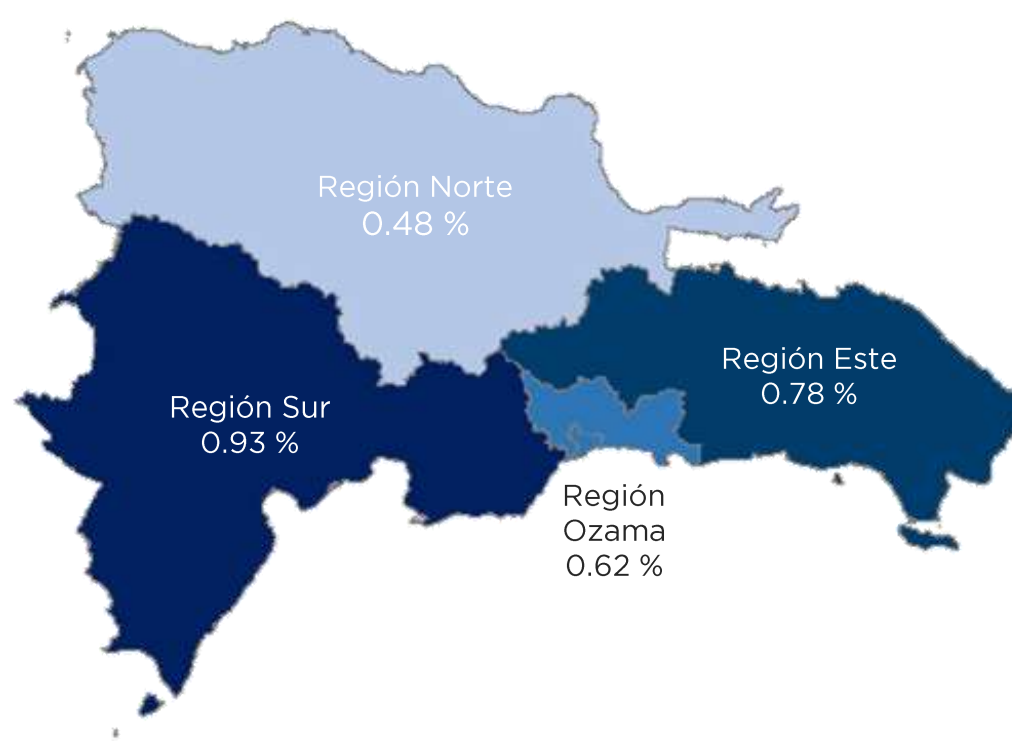 Región Norte
0.48 %
Región Este
0.78 %
Región Sur
0.93 %
Región
Ozama
0.62 %